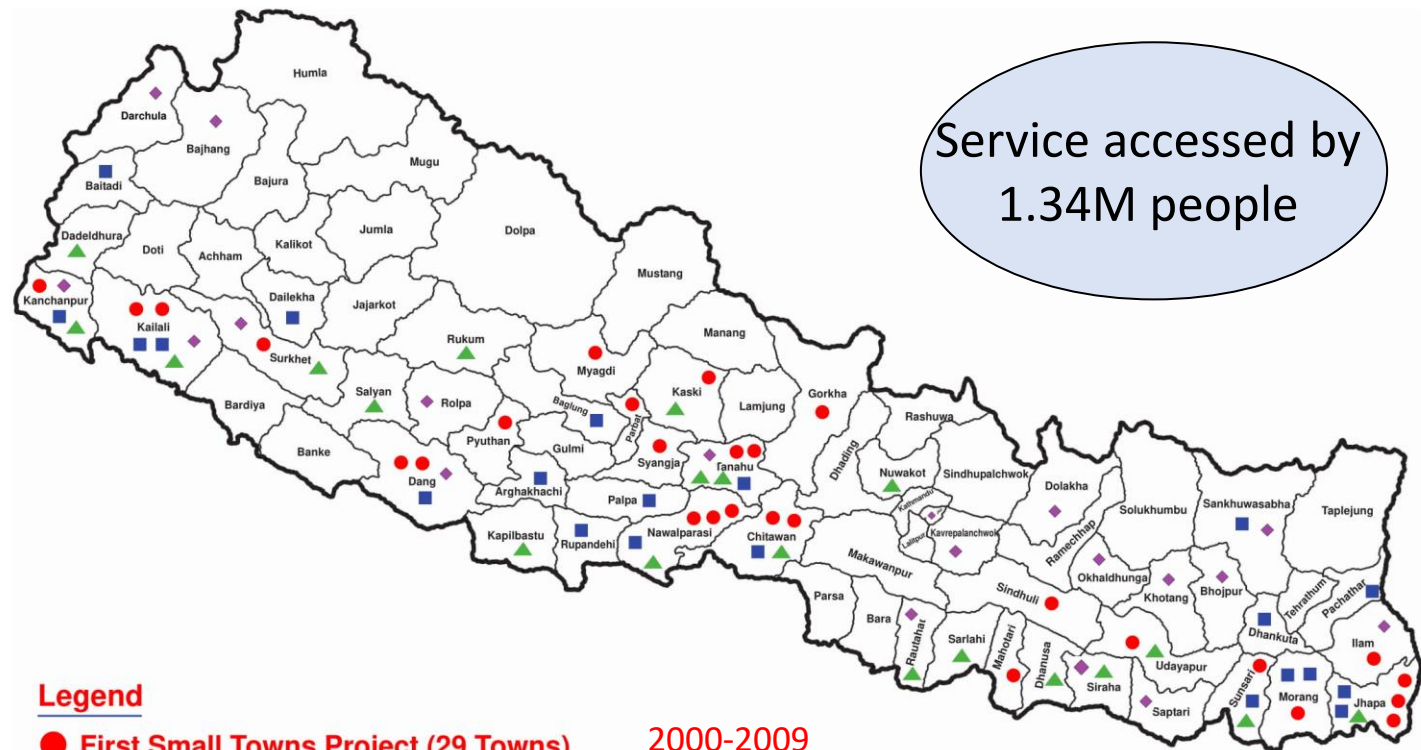 Humla
Darchula
Bajhang
Mugu
Bajura
Baitadi
Service accessed by
1.34M people
Dadeldhura
Doti
Achham
Kalikot
Jumla
Dolpa
Mustang
Kanchanpur
Kailali
Dailekha
Jajarkot
Surkhet
Rukum
Manang
Myagdi
Salyan
Rolpa
Baglung
Parbat
Kaski
Lamjung
Gorkha
Bardiya
Banke
Pyuthan
Gulmi
Syangja
Tanahu
Dhading
Rashuwa
Nuwakot
Sindhupalchwok
Dang
Arghakhachi
Palpa
Kathmandu
Lalitpur
Kavrepalanchwok
Dolakha
Ramechhap
Solukhumbu
Sankhuwasabha
Taplejung
Kapilbastu
Rupandehi
Nawalparasi
Chitawan
Makawanpur
Sindhuli
Okhaldhunga
Khotang
Bhojpur
Tehrathum
Pachathar
Parsa
Bara
Rautahat
Sarlahi
Mahotari
Dhanusa
Siraha
Udayapur
Saptari
Dhankuta
Ilam
Sunsari
Morang
Jhapa
Legend
First Small Towns Project (29 Towns)
2000-2009